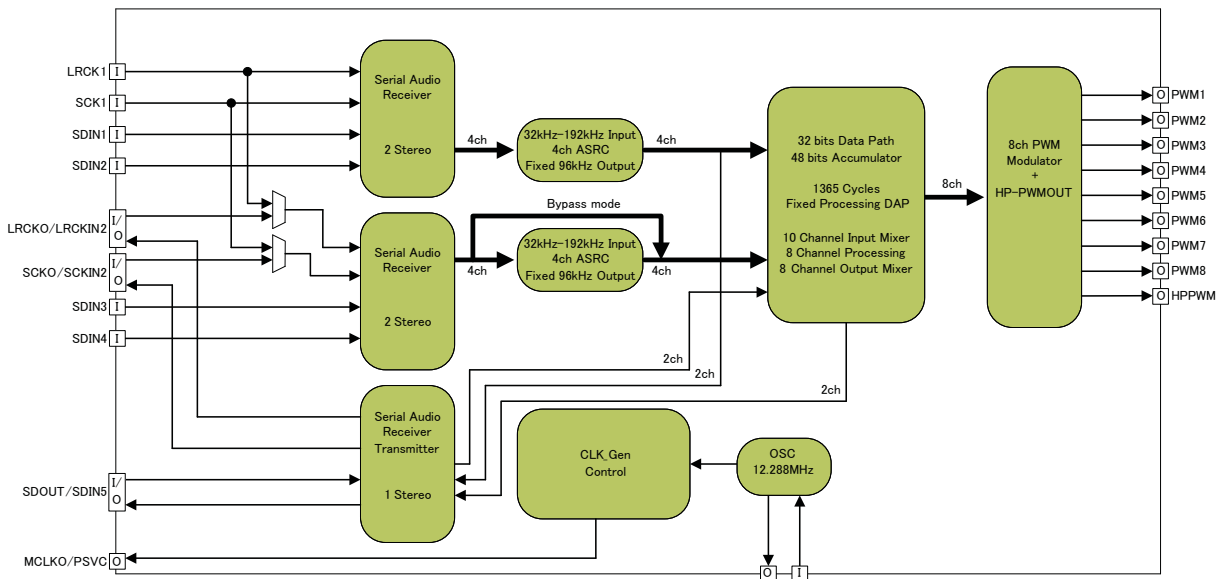 LRCK1
I
SCK1
I
SDIN1
I
SDIN2
I
LRCKO/LRCKIN2
I/
O
SCKO/SCKIN2
I/
O
SDIN3
I
SDIN4
I
SDOUT/SDIN5
I/
O
MCLKO/PSVC
O
Serial Audio
Receiver
2 Stereo
4ch
32kHz-192kHz Input
4ch ASRC
Fixed 96kHz Output
4ch
Bypass mode
Serial Audio
Receiver
2 Stereo
4ch
32kHz-192kHz Input
4ch ASRC
Fixed 96kHz Output
4ch
32 bits Data Path
48 bits Accumulator
1365 Cycles
Fixed Processing DAP
10 Channel Input Mixer
8 Channel Processing
8 Channel Output Mixer
8ch
8ch PWM
Modulator
+
HP-PWMOUT
O
PWM1
O
PWM2
O
PWM3
O
PWM4
O
PWM5
O
PWM6
O
PWM7
O
PWM8
O
HPPWM
2ch
2ch
2ch
Serial Audio
Receiver
Transmitter
1 Stereo
CLK_Gen
Control
OSC
12.288MHz
O
I